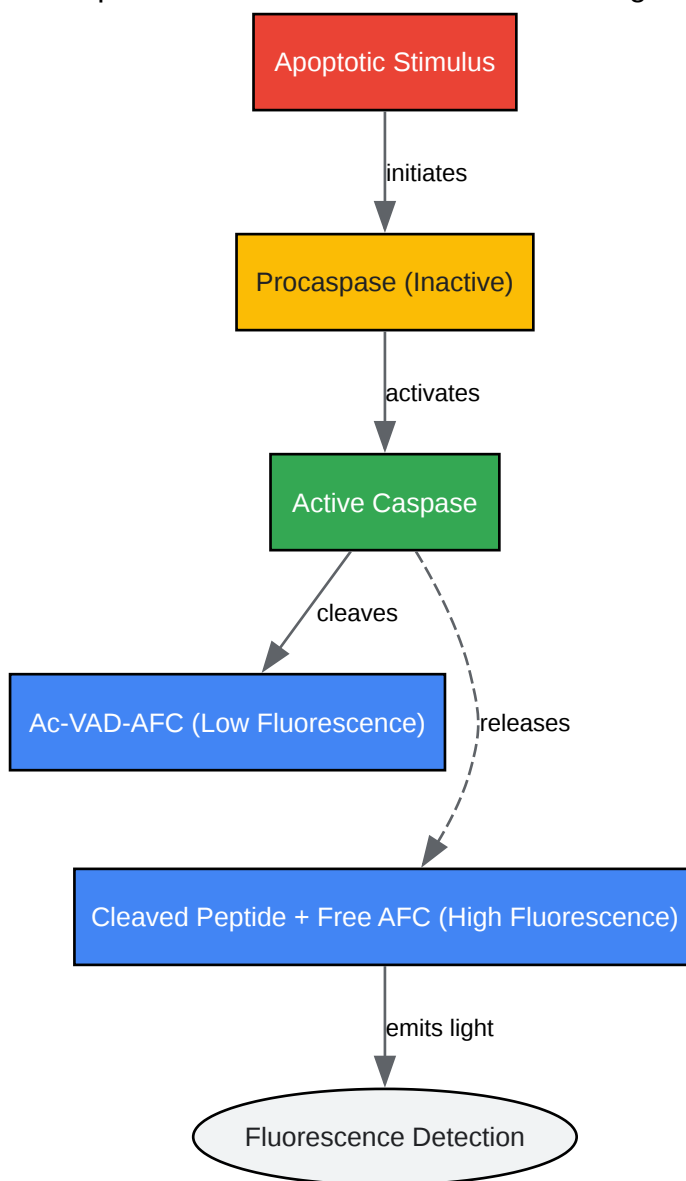 Apoptotic Stimulus
initiates
Procaspase (Inactive)
activates
Active Caspase
cleaves
Ac-VAD-AFC (Low Fluorescence)
releases
Cleaved Peptide + Free AFC (High Fluorescence)
emits light
Fluorescence Detection